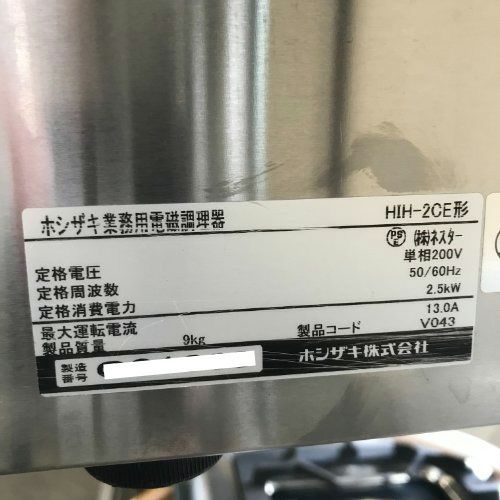 ホシザキ業務用電磁調理器 HIH-2CE形
PS E (株)ネスター
定格電圧 単相200V
定格周波数 50/60Hz
定格消費電力 2.5kW
最大運転電流 13.0A
製品質量 9kg 製品コード V043
製造番号 ホシザキ株式会社